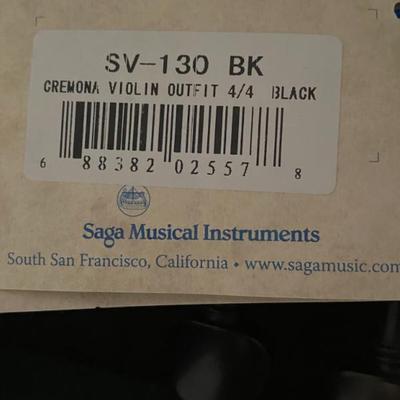 SV-130 BK
CREMONA VIOLIN OUTFIT 4/4 BLACK
6 88382 02557 8
Saga Musical Instruments
South San Francisco, California • www.sagamusic.com